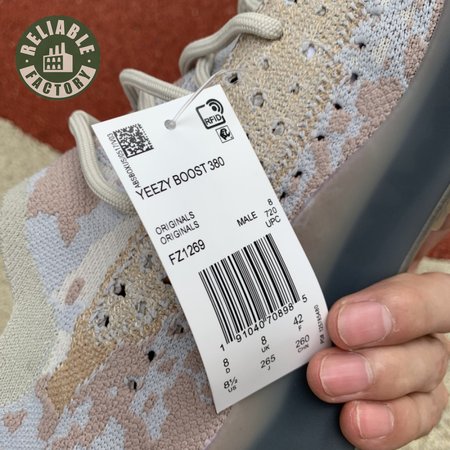 RELIABLE
FACTORY
RFID
YEEZY BOOST 380
ORIGINALS
ORIGINALS
MALE
8
720
UPC
FZ1269
1 91040 70898 5
8 8 42
D UK F
8½ 265 260
US J CHN